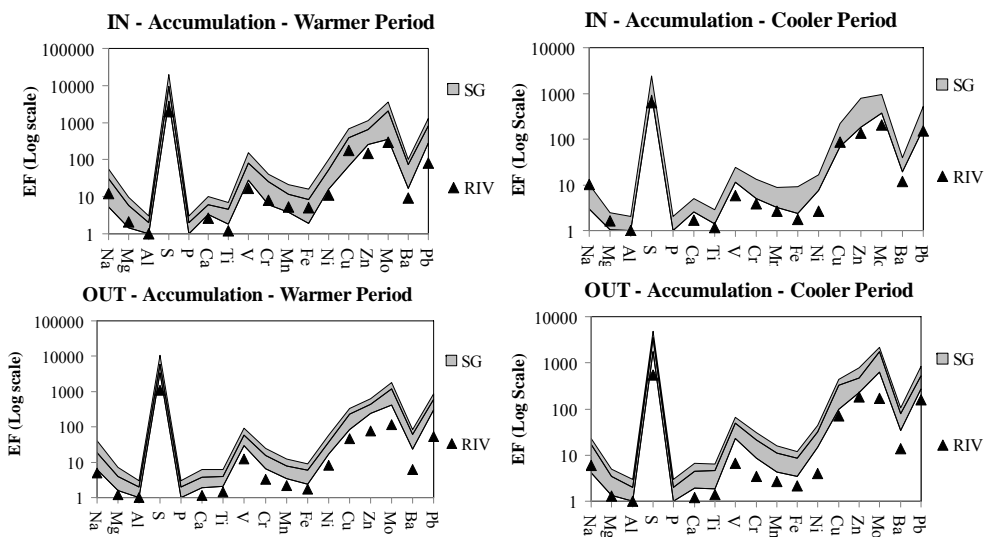 IN - Accumulation - Warmer Period
EF (Log scale)
100000
10000
1000
100
10
1
Na Mg Al S P Ca Ti V Cr Mn Fe Ni Cu Zn Mo Ba Pb
SG
RIV
IN - Accumulation - Cooler Period
EF (Log Scale)
10000
1000
100
10
1
Na Mg Al S P Ca Ti V Cr Mr Fe Ni Cu Zn Mo Ba Pb
SG
RIV
OUT - Accumulation - Warmer Period
EF (Log scale)
100000
10000
1000
100
10
1
Na Mg Al S P Ca Ti V Cr Mn Fe Ni Cu Zn Mo Ba Pb
SG
RIV
OUT - Accumulation - Cooler Period
EF (Log scale)
10000
1000
100
10
1
Na Mg Al S P Ca Ti V Cr Mn Fe Ni Cu Zn Mo Ba Pb
SG
RIV